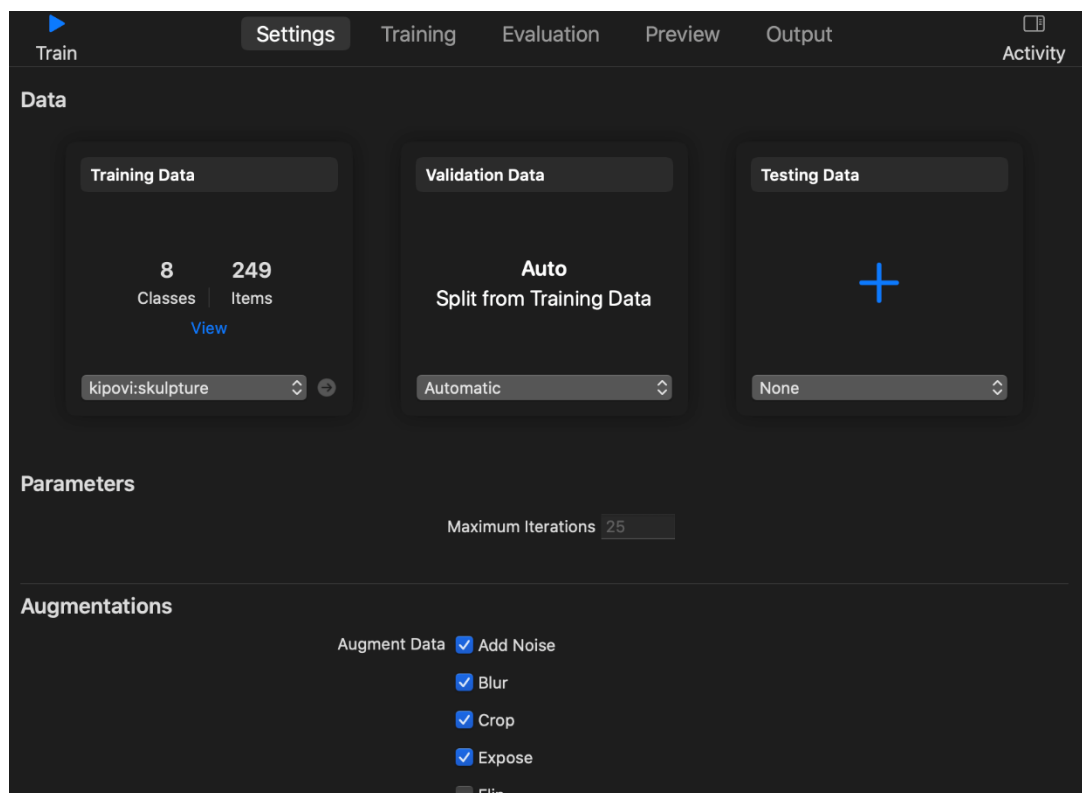 Train
Settings Training Evaluation Preview Output
Activity
Data
Training Data
8 249
Classes Items
View
kipovi:skulpture
Validation Data
Auto
Split from Training Data
Automatic
Testing Data
None
Parameters
Maximum Iterations 25
Augmentations
Augment Data Add Noise
Blur
Crop
Expose
Flip